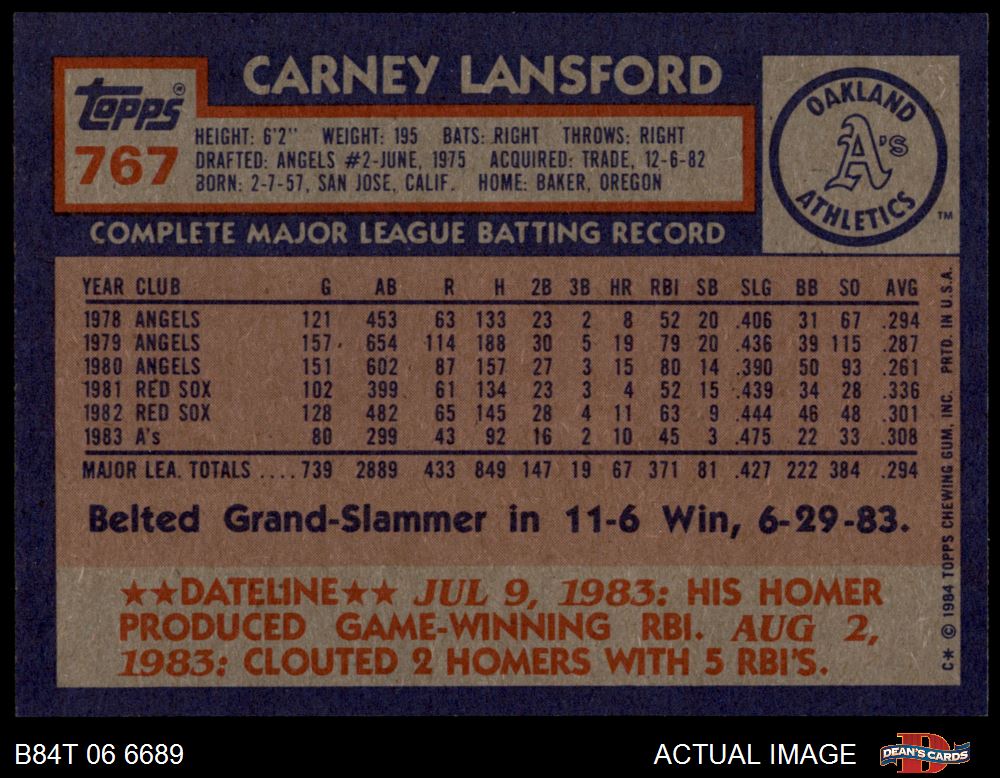 CARNEY LANSFORD
Topps®
767
HEIGHT: 6'2" WEIGHT: 195 BATS: RIGHT THROWS: RIGHT
DRAFTED: ANGELS #2-JUNE, 1975 ACQUIRED: TRADE, 12-6-82
BORN: 2-7-57, SAN JOSE, CALIF. HOME: BAKER, OREGON
OAKLAND
A's
ATHLETICS
TM
COMPLETE MAJOR LEAGUE BATTING RECORD
YEAR CLUB G AB R H 2B 3B HR RBI SB SLG BB SO AVG
1978 ANGELS 121 453 63 133 23 2 8 52 20 .406 31 67 .294
1979 ANGELS 157 654 114 188 30 5 19 79 20 .436 39 115 .287
1980 ANGELS 151 602 87 157 27 3 15 80 14 .390 50 93 .261
1981 RED SOX 102 399 61 134 23 3 4 52 15 .439 34 28 .336
1982 RED SOX 128 482 65 145 28 4 11 63 9 .444 46 48 .301
1983 A's 80 299 43 92 16 2 10 45 3 .475 22 33 .308
MAJOR LEA. TOTALS .... 739 2889 433 849 147 19 67 371 81 .427 222 384 .294
Belted Grand-Slammer in 11-6 Win, 6-29-83.
★★DATELINE★★ JUL 9, 1983: HIS HOMER
PRODUCED GAME-WINNING RBI. AUG 2,
1983: CLOUTED 2 HOMERS WITH 5 RBI'S.
C* © 1984 TOPPS CHEWING GUM, INC. PRTD. IN U.S.A.
B84T 06 6689
ACTUAL IMAGE
DEAN'S CARDS